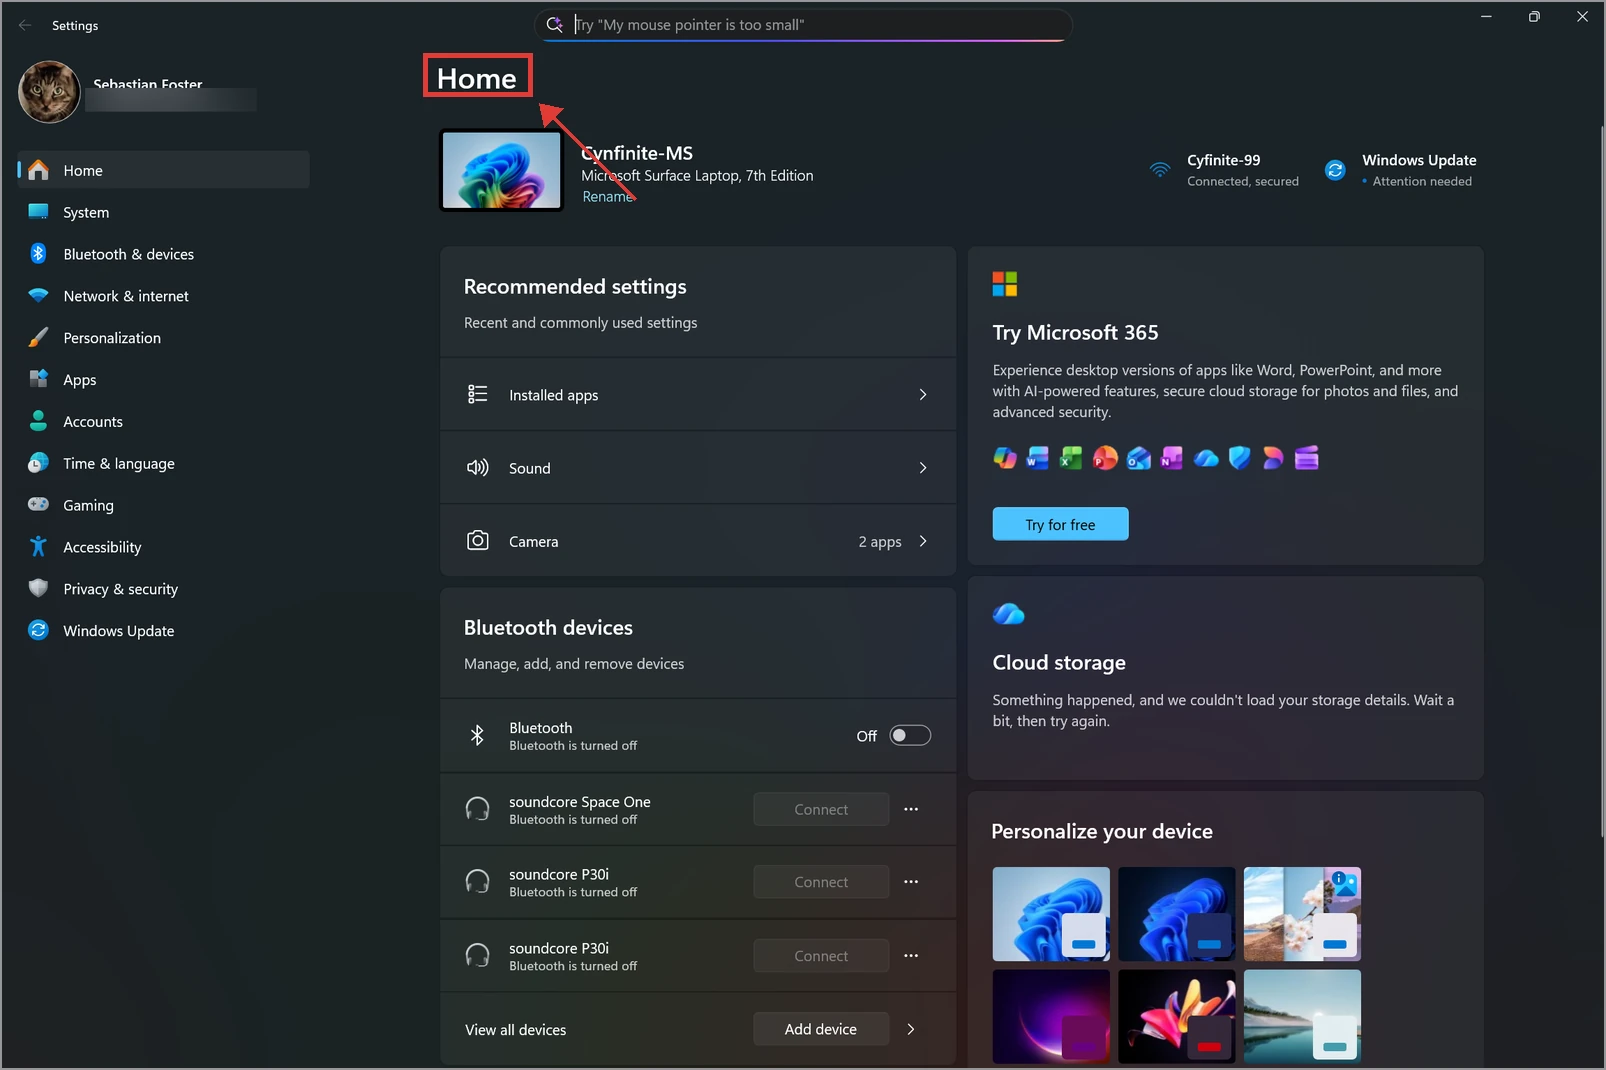 Settings
Try "My mouse pointer is too small"
Sebastian Foster
Home
System
Bluetooth & devices
Network & internet
Personalization
Apps
Accounts
Time & language
Gaming
Accessibility
Privacy & security
Windows Update
Home
Cynfinite-MS
Microsoft Surface Laptop, 7th Edition
Rename
Cyfinite-99
Connected, secured
Windows Update
• Attention needed
Recommended settings
Recent and commonly used settings
Installed apps
Sound
Camera
2 apps
Bluetooth devices
Manage, add, and remove devices
Bluetooth
Bluetooth is turned off
Off
soundcore Space One
Bluetooth is turned off
Connect
soundcore P30i
Bluetooth is turned off
Connect
soundcore P30i
Bluetooth is turned off
Connect
View all devices
Add device
Try Microsoft 365
Experience desktop versions of apps like Word, PowerPoint, and more
with AI-powered features, secure cloud storage for photos and files, and
advanced security.
Try for free
Cloud storage
Something happened, and we couldn't load your storage details. Wait a
bit, then try again.
Personalize your device